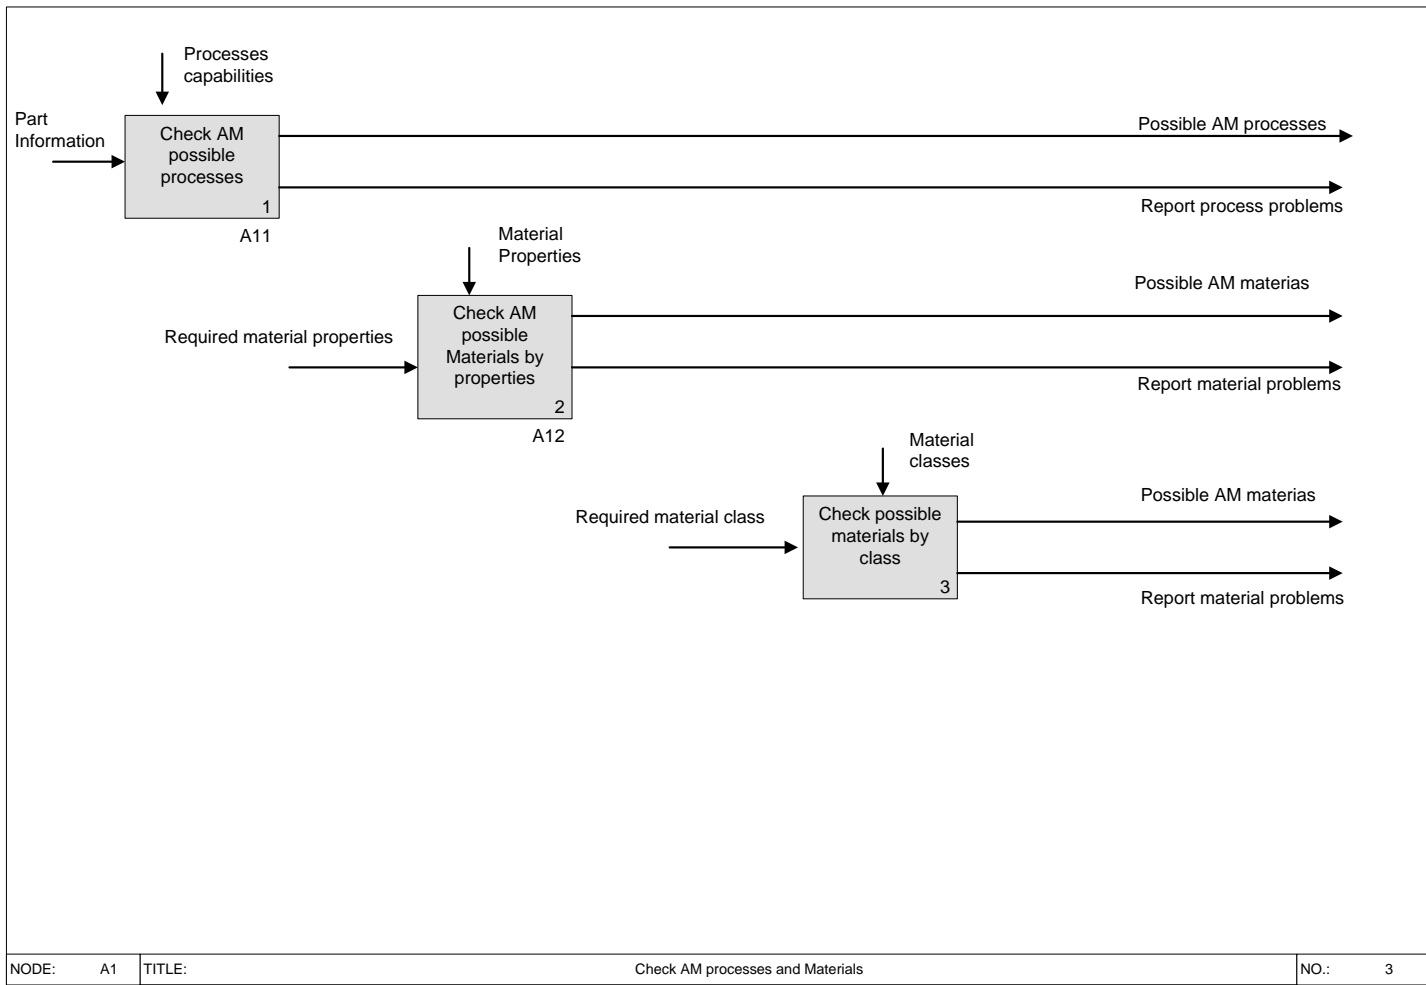 Processes
capabilities
Part
Information
Check AM
possible
processes
1
A11
Possible AM processes
Report process problems
Material
Properties
Required material properties
Check AM
possible
Materials by
properties
2
A12
Possible AM materias
Report material problems
Material
classes
Required material class
Check possible
materials by
class
3
Possible AM materias
Report material problems
NODE: A1 TITLE: Check AM processes and Materials NO.: 3